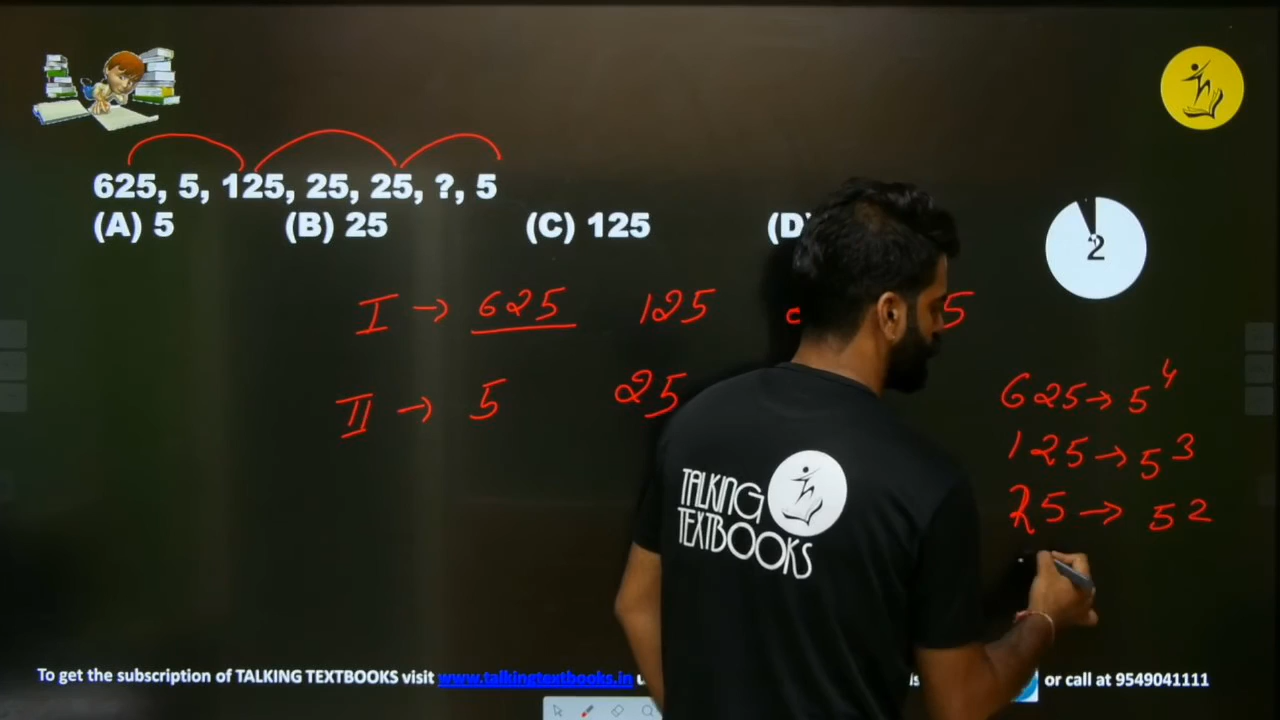 625, 5, 125, 25, 25, ?, 5
(A) 5 (B) 25 (C) 125 (D)
2
I → 625 125 5
II → 5 25
625 → 5⁴
125 → 5³
25 → 5²
TALKING
TEXTBOOKS
To get the subscription of TALKING TEXTBOOKS visit www.talkingtextbooks.in or call at 9549041111